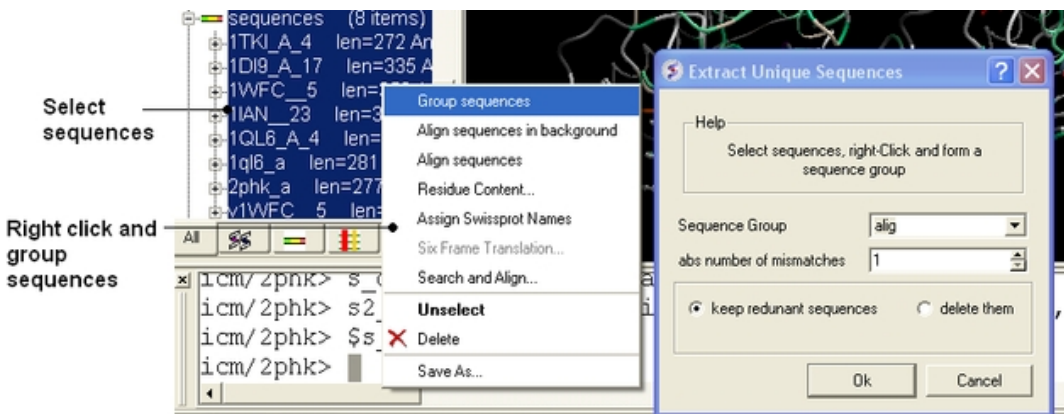 sequences (8 items)
1TKI_A_4 len=272 An
1DI9_A_17 len=335 A
1WFC__5 len=
1IAN__23 len=3
1QL6_A_4 len=
1ql6_a len=281
2phk_a len=277
v1WFC 5 len=
Select
sequences
Right click and
group
sequences
All
icm/2phk> s_
icm/2phk> s2_
icm/2phk> $s_
icm/2phk>
Group sequences
Align sequences in background
Align sequences
Residue Content...
Assign Swissprot Names
Six Frame Translation...
Search and Align...
Unselect
Delete
Save As...
Extract Unique Sequences
Help
Select sequences, right-Click and form a
sequence group
Sequence Group alig
abs number of mismatches 1
keep redunant sequences delete them
Ok Cancel